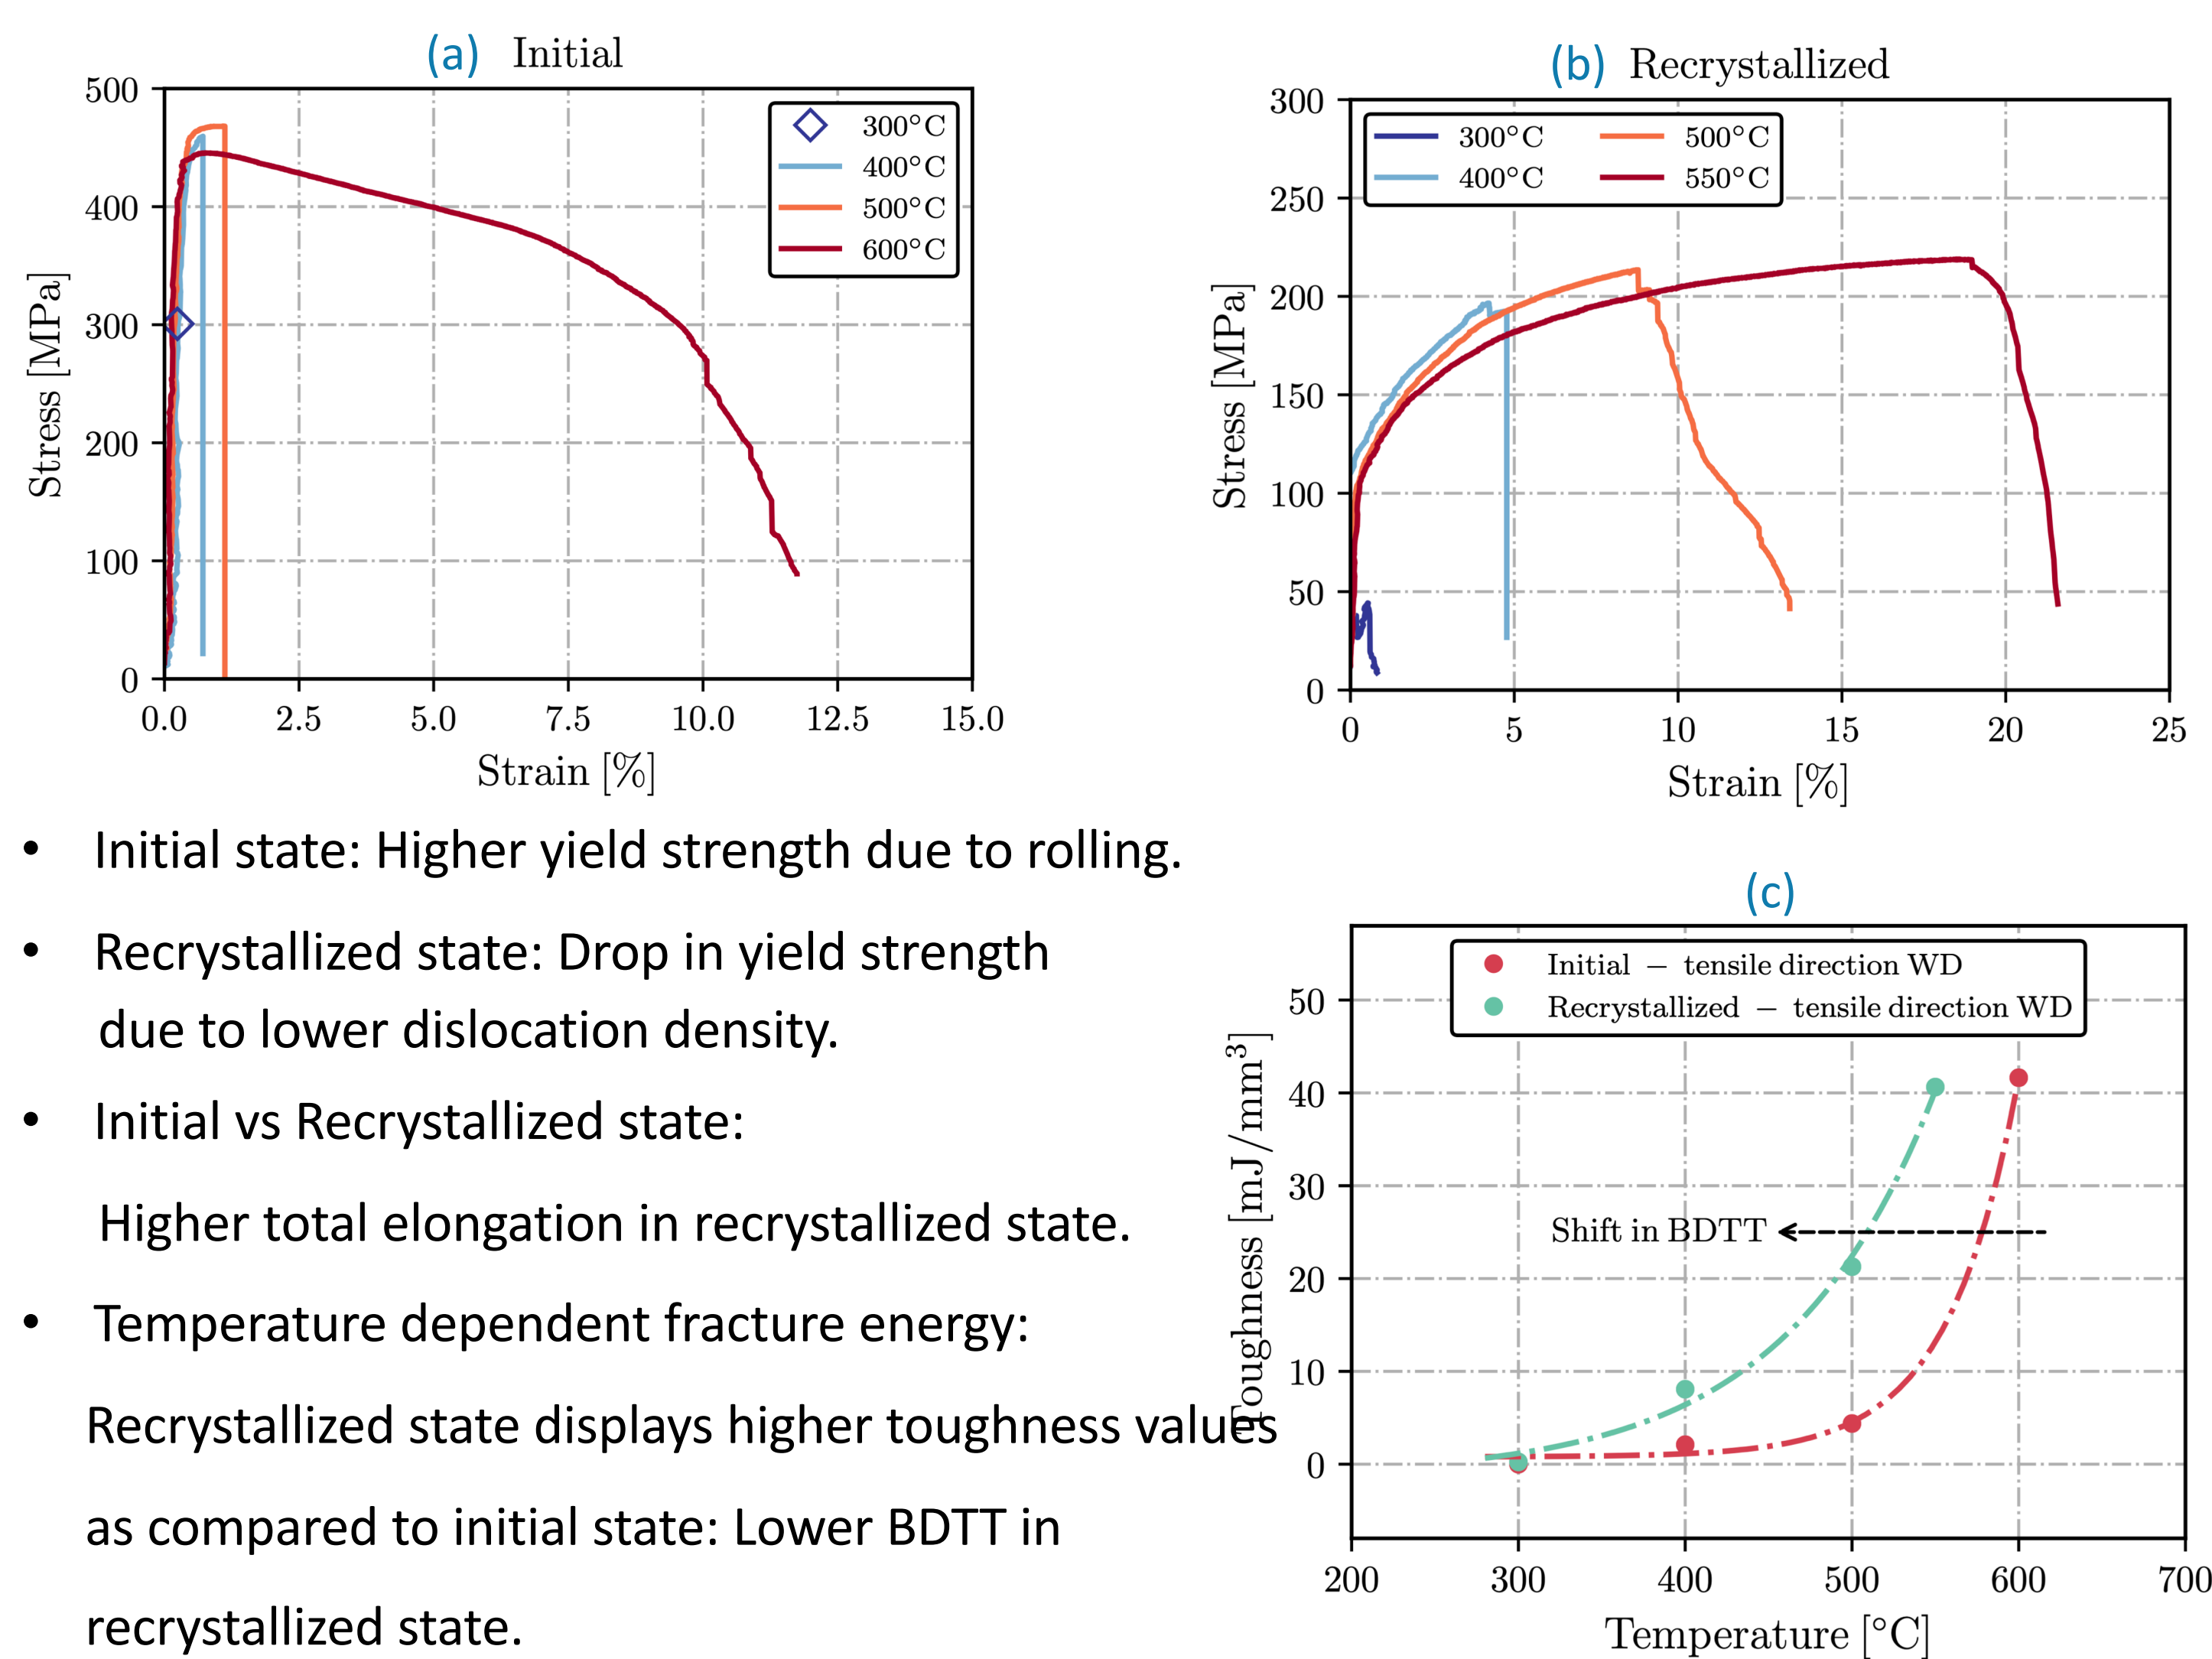 (a) Initial
500
400
300
200
100
0
Stress [MPa]
300°C
400°C
500°C
600°C
0.0 2.5 5.0 7.5 10.0 12.5 15.0
Strain [%]
(b) Recrystallized
300
250
200
150
100
50
0
Stress [MPa]
300°C 500°C
400°C 550°C
0 5 10 15 20 25
Strain [%]
• Initial state: Higher yield strength due to rolling.
• Recrystallized state: Drop in yield strength
due to lower dislocation density.
• Initial vs Recrystallized state:
Higher total elongation in recrystallized state.
• Temperature dependent fracture energy:
Recrystallized state displays higher toughness values
as compared to initial state: Lower BDTT in
recrystallized state.
(c)
Initial − tensile direction WD
Recrystallized − tensile direction WD
50
40
30
20
10
0
Toughness [mJ/mm³]
Shift in BDTT
200 300 400 500 600 700
Temperature [°C]